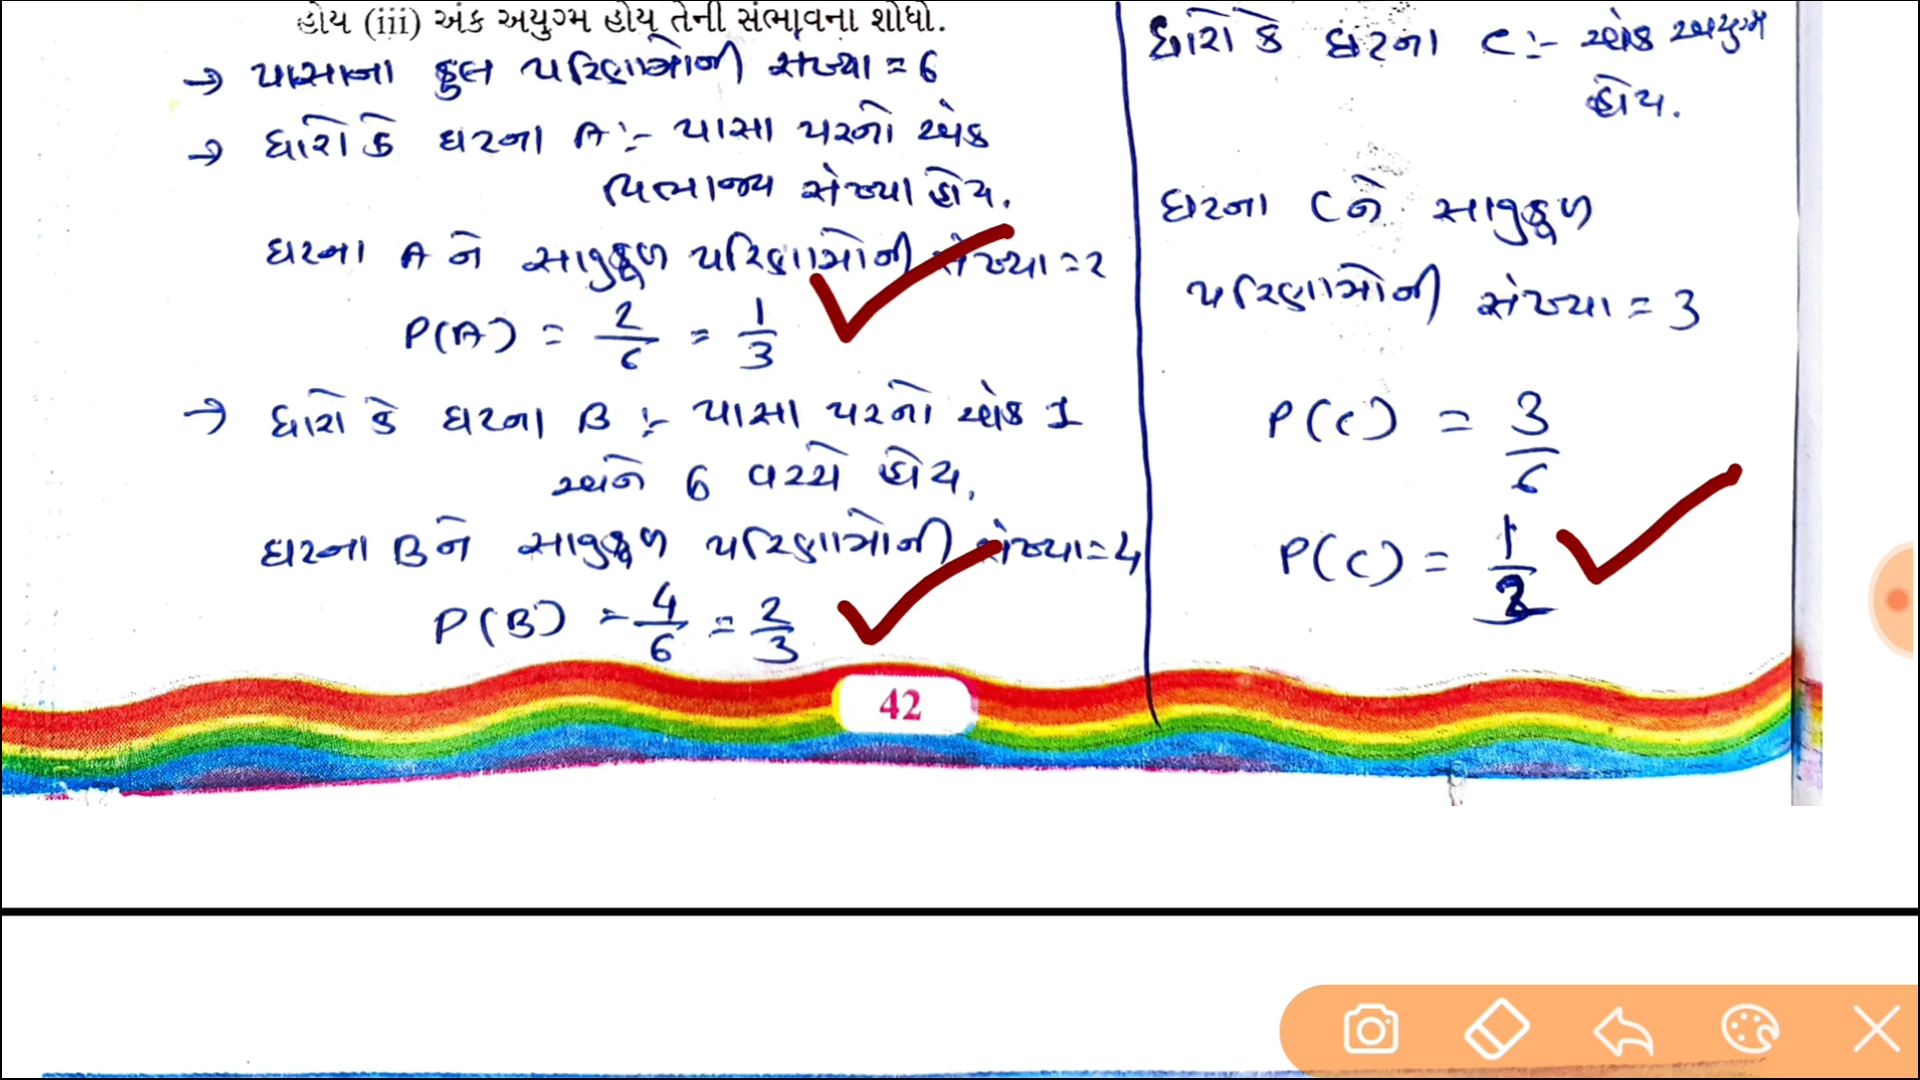 હોય (iii) અંક અયુગ્મ હોય તેની સંભાવના શોધો.
→ પાસાના કુલ પરિણામોની સંખ્યા = 6
→ ધારો કે ઘટના A :- પાસા પરનો અંક
વિભાજ્ય સંખ્યા હોય.
ઘટના A ને સાનુકૂળ પરિણામોની સંખ્યા = 2
P(A) = 2/6 = 1/3
→ ધારો કે ઘટના B :- પાસા પરનો અંક 1
અને 6 વચ્ચે હોય.
ઘટના B ને સાનુકૂળ પરિણામોની સંખ્યા = 4
P(B) = 4/6 = 2/3
ધારો કે ઘટના C :- અંક અયુગ્મ
હોય.
ઘટના C ને સાનુકૂળ
પરિણામોની સંખ્યા = 3
P(C) = 3/6
P(C) = 1/2
42